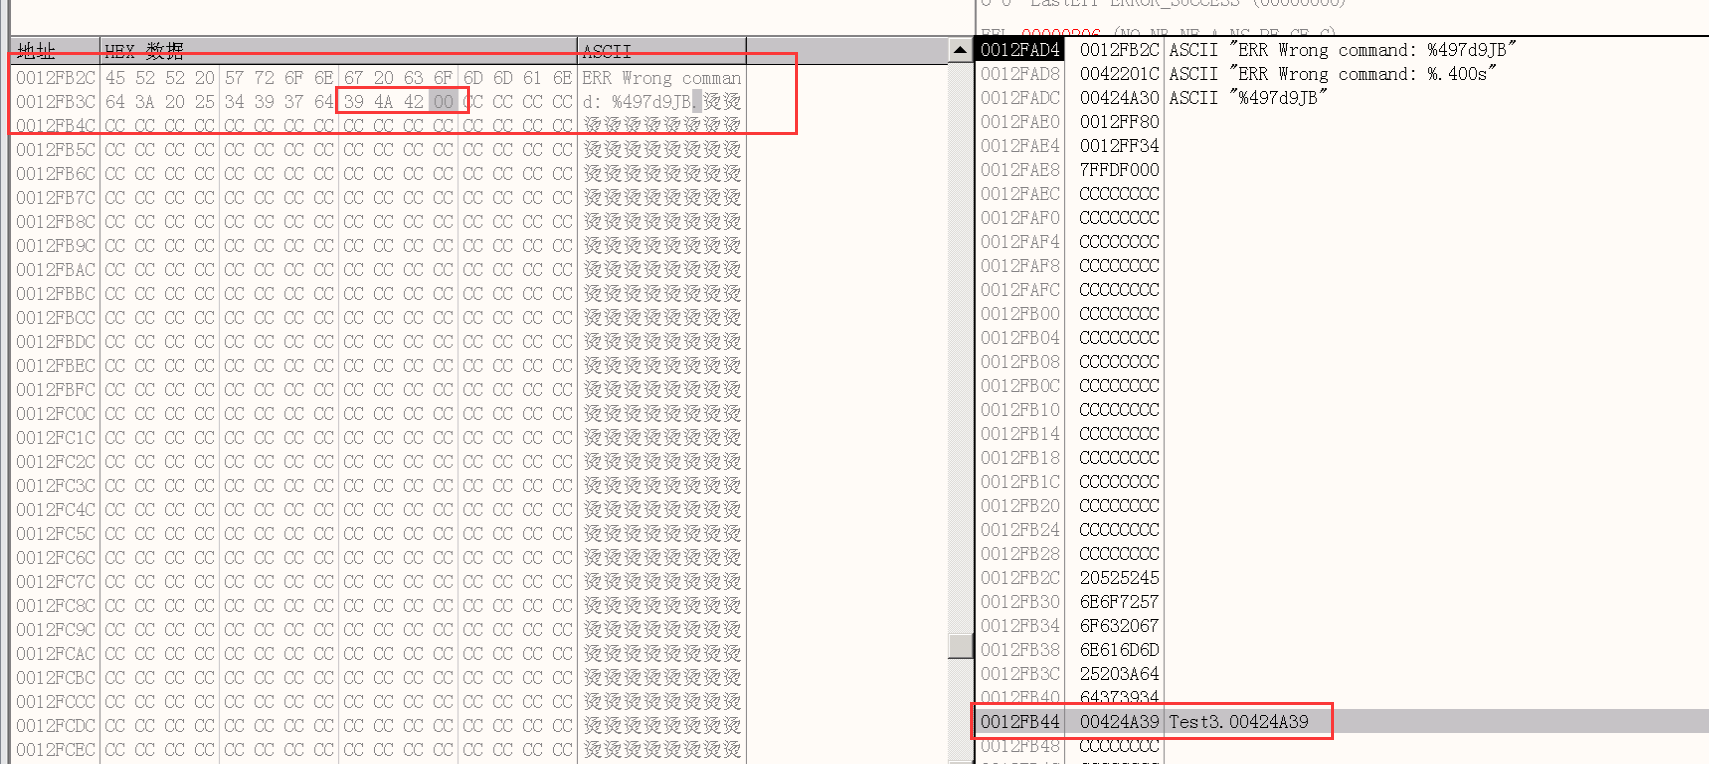 LastErr ERROR_SUCCESS (00000000)
地址 HEX 数据 ASCII
0012FB2C 45 52 52 20 57 72 6F 6E 67 20 63 6F 6D 6D 61 6E ERR Wrong comman
0012FB3C 64 3A 20 25 34 39 37 64 39 4A 42 00 CC CC CC CC d: %497d9JB.烫烫
0012FB4C CC CC CC CC CC CC CC CC CC CC CC CC CC CC CC CC 烫烫烫烫烫烫烫烫
0012FB5C CC CC CC CC CC CC CC CC CC CC CC CC CC CC CC CC 烫烫烫烫烫烫烫烫
0012FB6C CC CC CC CC CC CC CC CC CC CC CC CC CC CC CC CC 烫烫烫烫烫烫烫烫
0012FB7C CC CC CC CC CC CC CC CC CC CC CC CC CC CC CC CC 烫烫烫烫烫烫烫烫
0012FB8C CC CC CC CC CC CC CC CC CC CC CC CC CC CC CC CC 烫烫烫烫烫烫烫烫
0012FB9C CC CC CC CC CC CC CC CC CC CC CC CC CC CC CC CC 烫烫烫烫烫烫烫烫
0012FBAC CC CC CC CC CC CC CC CC CC CC CC CC CC CC CC CC 烫烫烫烫烫烫烫烫
0012FBBC CC CC CC CC CC CC CC CC CC CC CC CC CC CC CC CC 烫烫烫烫烫烫烫烫
0012FBCC CC CC CC CC CC CC CC CC CC CC CC CC CC CC CC CC 烫烫烫烫烫烫烫烫
0012FBDC CC CC CC CC CC CC CC CC CC CC CC CC CC CC CC CC 烫烫烫烫烫烫烫烫
0012FBEC CC CC CC CC CC CC CC CC CC CC CC CC CC CC CC CC 烫烫烫烫烫烫烫烫
0012FBFC CC CC CC CC CC CC CC CC CC CC CC CC CC CC CC CC 烫烫烫烫烫烫烫烫
0012FC0C CC CC CC CC CC CC CC CC CC CC CC CC CC CC CC CC 烫烫烫烫烫烫烫烫
0012FC1C CC CC CC CC CC CC CC CC CC CC CC CC CC CC CC CC 烫烫烫烫烫烫烫烫
0012FC2C CC CC CC CC CC CC CC CC CC CC CC CC CC CC CC CC 烫烫烫烫烫烫烫烫
0012FC3C CC CC CC CC CC CC CC CC CC CC CC CC CC CC CC CC 烫烫烫烫烫烫烫烫
0012FC4C CC CC CC CC CC CC CC CC CC CC CC CC CC CC CC CC 烫烫烫烫烫烫烫烫
0012FC5C CC CC CC CC CC CC CC CC CC CC CC CC CC CC CC CC 烫烫烫烫烫烫烫烫
0012FC6C CC CC CC CC CC CC CC CC CC CC CC CC CC CC CC CC 烫烫烫烫烫烫烫烫
0012FC7C CC CC CC CC CC CC CC CC CC CC CC CC CC CC CC CC 烫烫烫烫烫烫烫烫
0012FC8C CC CC CC CC CC CC CC CC CC CC CC CC CC CC CC CC 烫烫烫烫烫烫烫烫
0012FC9C CC CC CC CC CC CC CC CC CC CC CC CC CC CC CC CC 烫烫烫烫烫烫烫烫
0012FCAC CC CC CC CC CC CC CC CC CC CC CC CC CC CC CC CC 烫烫烫烫烫烫烫烫
0012FCBC CC CC CC CC CC CC CC CC CC CC CC CC CC CC CC CC 烫烫烫烫烫烫烫烫
0012FCCC CC CC CC CC CC CC CC CC CC CC CC CC CC CC CC CC 烫烫烫烫烫烫烫烫
0012FCDC CC CC CC CC CC CC CC CC CC CC CC CC CC CC CC CC 烫烫烫烫烫烫烫烫
0012FCEC CC CC CC CC CC CC CC CC CC CC CC CC CC CC CC CC 烫烫烫烫烫烫烫烫
0012FAD4 0012FB2C ASCII "ERR Wrong command: %497d9JB"
0012FAD8 0042201C ASCII "ERR Wrong command: %.400s"
0012FADC 00424A30 ASCII "%497d9JB"
0012FAE0 0012FF80
0012FAE4 0012FF34
0012FAE8 7FFDF000
0012FAEC CCCCCCCC
0012FAF0 CCCCCCCC
0012FAF4 CCCCCCCC
0012FAF8 CCCCCCCC
0012FAFC CCCCCCCC
0012FB00 CCCCCCCC
0012FB04 CCCCCCCC
0012FB08 CCCCCCCC
0012FB0C CCCCCCCC
0012FB10 CCCCCCCC
0012FB14 CCCCCCCC
0012FB18 CCCCCCCC
0012FB1C CCCCCCCC
0012FB20 CCCCCCCC
0012FB24 CCCCCCCC
0012FB28 CCCCCCCC
0012FB2C 20525245
0012FB30 6E6F7257
0012FB34 6F632067
0012FB38 6E616D6D
0012FB3C 25203A64
0012FB40 64373934
0012FB44 00424A39 Test3.00424A39
0012FB48 CCCCCCCC